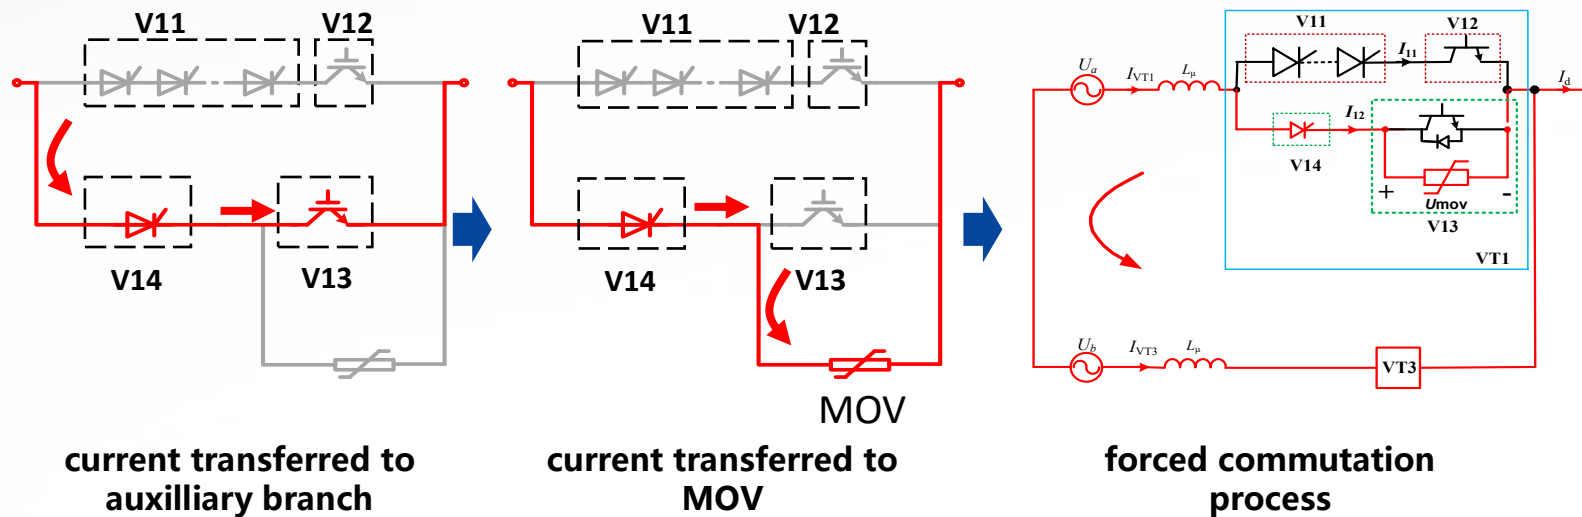 V11
V12
V14
V13
current transferred to
auxilliary branch
V11
V12
V14
V13
MOV
current transferred to
MOV
V11
V12
I11
Ua
IVT1
Lμ
Id
I12
V14
+
-
Umov
V13
VT1
Ub
IVT3
Lμ
VT3
forced commutation
process